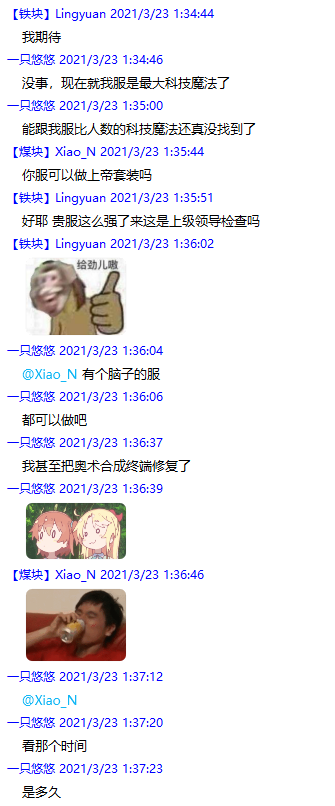 【铁块】Lingyuan 2021/3/23 1:34:44
我期待
一只悠悠 2021/3/23 1:34:46
没事，现在就我服是最大科技魔法了
一只悠悠 2021/3/23 1:35:00
能跟我服比人数的科技魔法还真没找到了
【煤块】Xiao_N 2021/3/23 1:35:44
你服可以做上帝套装吗
【铁块】Lingyuan 2021/3/23 1:35:51
好耶 贵服这么强了来这是上级领导检查吗
【铁块】Lingyuan 2021/3/23 1:36:02
给劲儿嗷
一只悠悠 2021/3/23 1:36:04
@Xiao_N 有个脑子的服
一只悠悠 2021/3/23 1:36:06
都可以做吧
一只悠悠 2021/3/23 1:36:37
我甚至把奥术合成终端修复了
一只悠悠 2021/3/23 1:36:39
【煤块】Xiao_N 2021/3/23 1:36:46
一只悠悠 2021/3/23 1:37:12
@Xiao_N
一只悠悠 2021/3/23 1:37:20
看那个时间
一只悠悠 2021/3/23 1:37:23
是多久